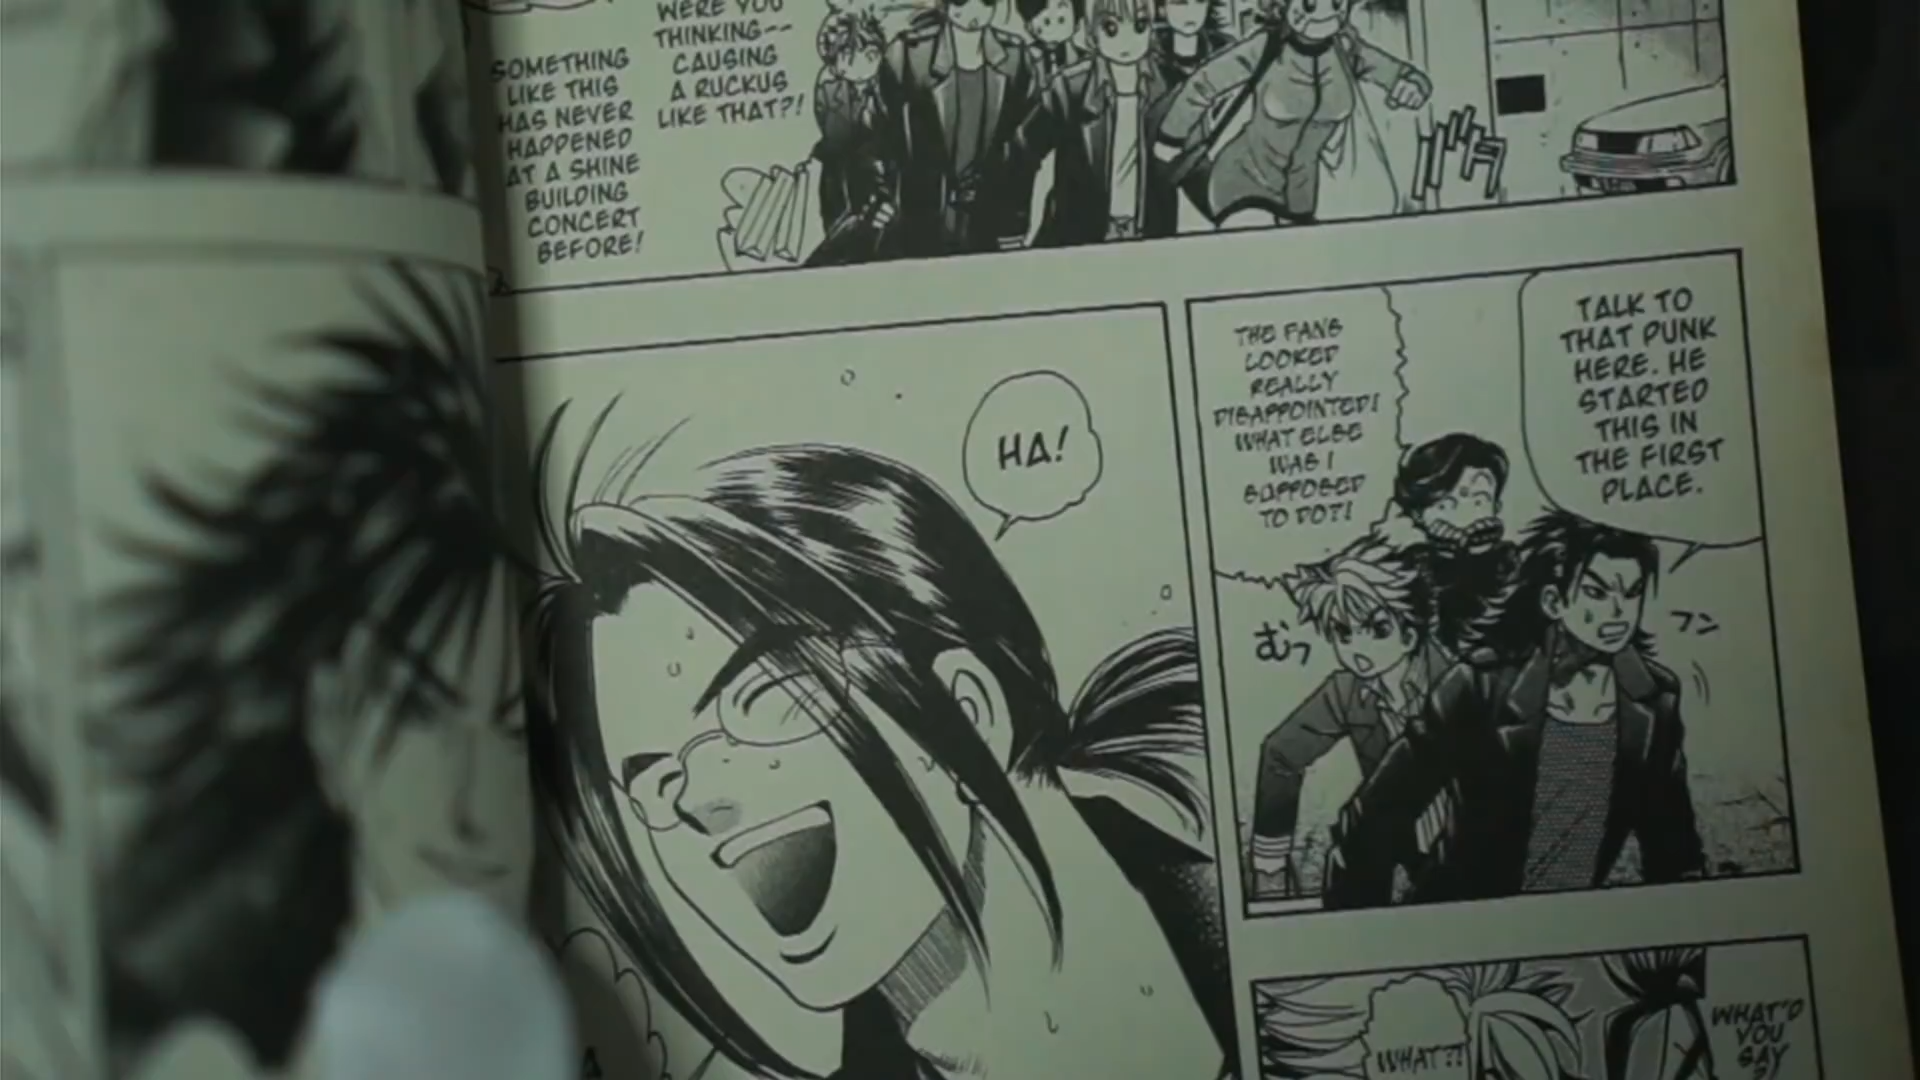 WERE YOU
THINKING--
CAUSING
A RUCKUS
LIKE THAT?!
SOMETHING
LIKE THIS
HAS NEVER
HAPPENED
AT A SHINE
BUILDING
CONCERT
BEFORE!
TALK TO
THAT PUNK
HERE. HE
STARTED
THIS IN
THE FIRST
PLACE.
THE FANS
LOOKED
REALLY
DISAPPOINTED!
WHAT ELSE
WAS I
SUPPOSED
TO DO?!
むっ
フン
HA!
WHAT'D
YOU
SAY
?!
WHAT?!